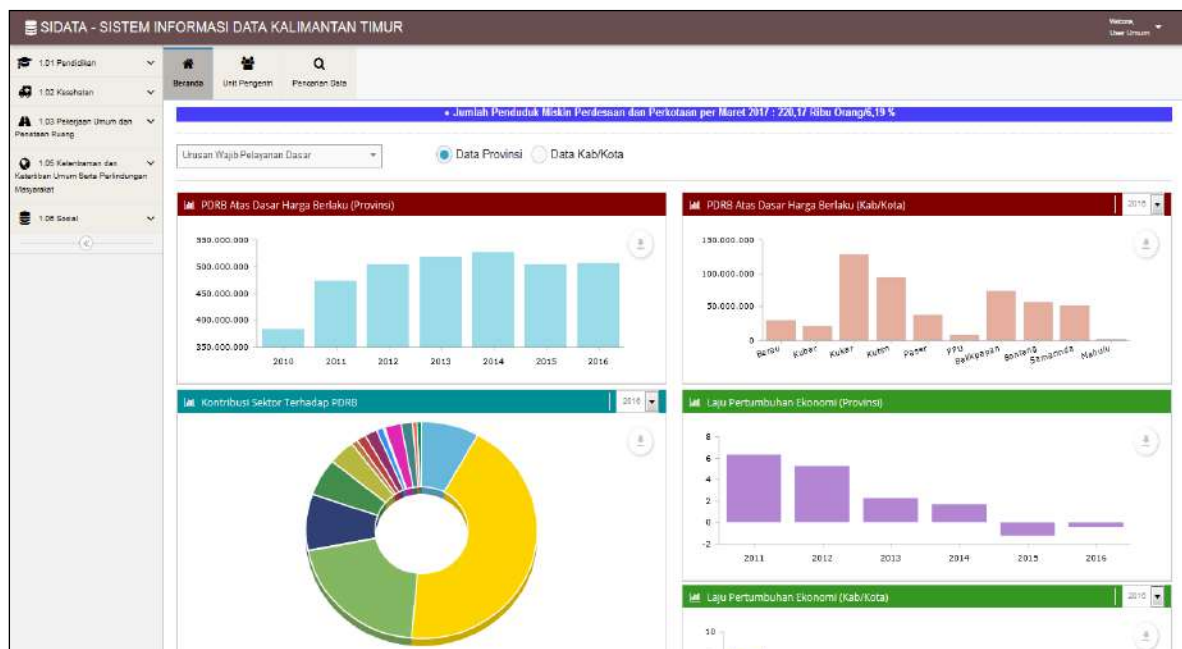 SIDATA - SISTEM INFORMASI DATA KALIMANTAN TIMUR
Welcome,
User Umum
1.01 Pendidikan
1.02 Kesehatan
1.03 Pekerjaan Umum dan
Penataan Ruang
1.05 Ketentraman dan
Ketertiban Umum Serta Perlindungan
Masyarakat
1.06 Sosial
Beranda
Unit Pengentri
Pencarian Data
• Jumlah Penduduk Miskin Perdesaan dan Perkotaan per Maret 2017 : 220,17 Ribu Orang/6,19 %
Urusan Wajib Pelayanan Dasar
Data Provinsi
Data Kab/Kota
PDRB Atas Dasar Harga Berlaku (Provinsi)
550.000.000
500.000.000
450.000.000
400.000.000
350.000.000
2010 2011 2012 2013 2014 2015 2016
PDRB Atas Dasar Harga Berlaku (Kab/Kota)
2016
150.000.000
100.000.000
50.000.000
0
Berau Kubar Kukar Kutim Paser PPU Balikpapan Bontang Samarinda Mahulu
Kontribusi Sektor Terhadap PDRB
2016
Laju Pertumbuhan Ekonomi (Provinsi)
8
6
4
2
0
-2
2011 2012 2013 2014 2015 2016
Laju Pertumbuhan Ekonomi (Kab/Kota)
2016
10